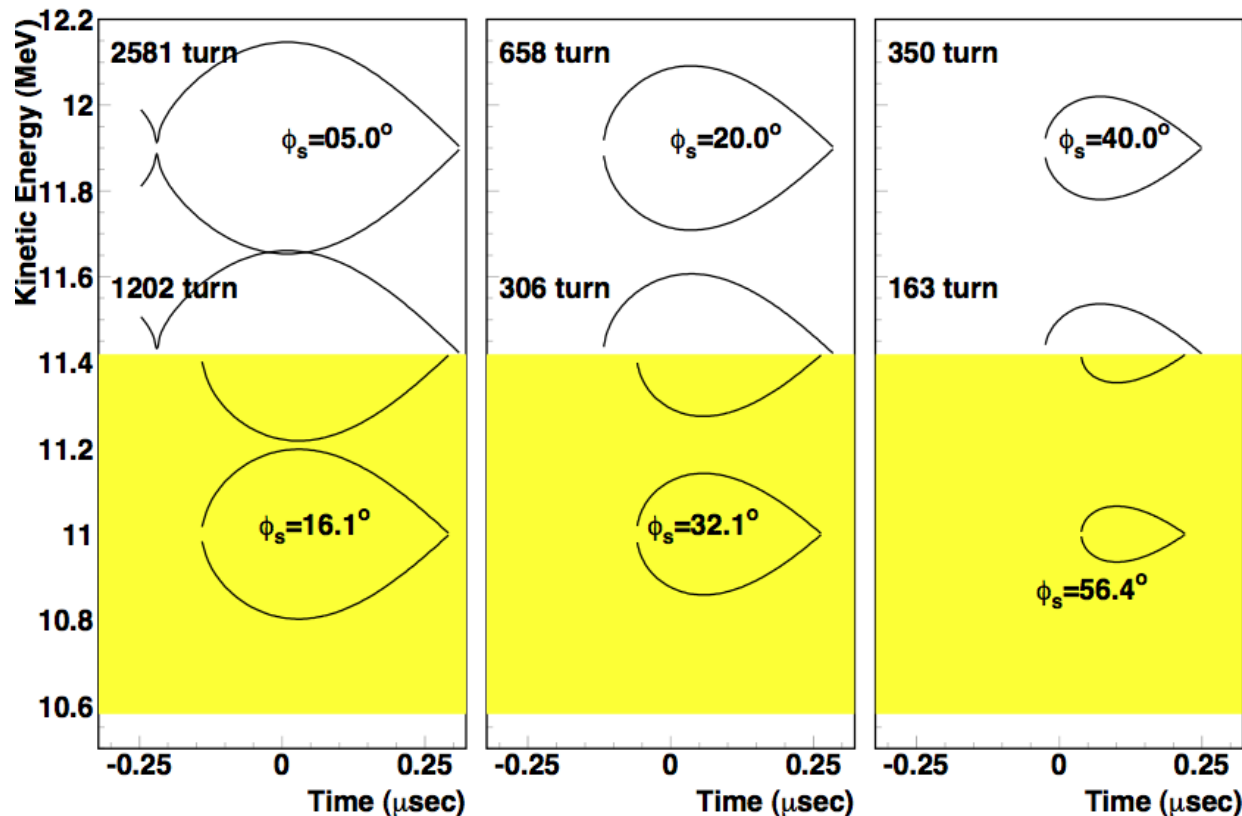 Kinetic Energy (MeV)
12.2
12
11.8
11.6
11.4
11.2
11
10.8
10.6
2581 turn
ϕs=05.0°
1202 turn
ϕs=16.1°
-0.25 0 0.25
Time (μsec)
658 turn
ϕs=20.0°
306 turn
ϕs=32.1°
-0.25 0 0.25
Time (μsec)
350 turn
ϕs=40.0°
163 turn
ϕs=56.4°
-0.25 0 0.25
Time (μsec)